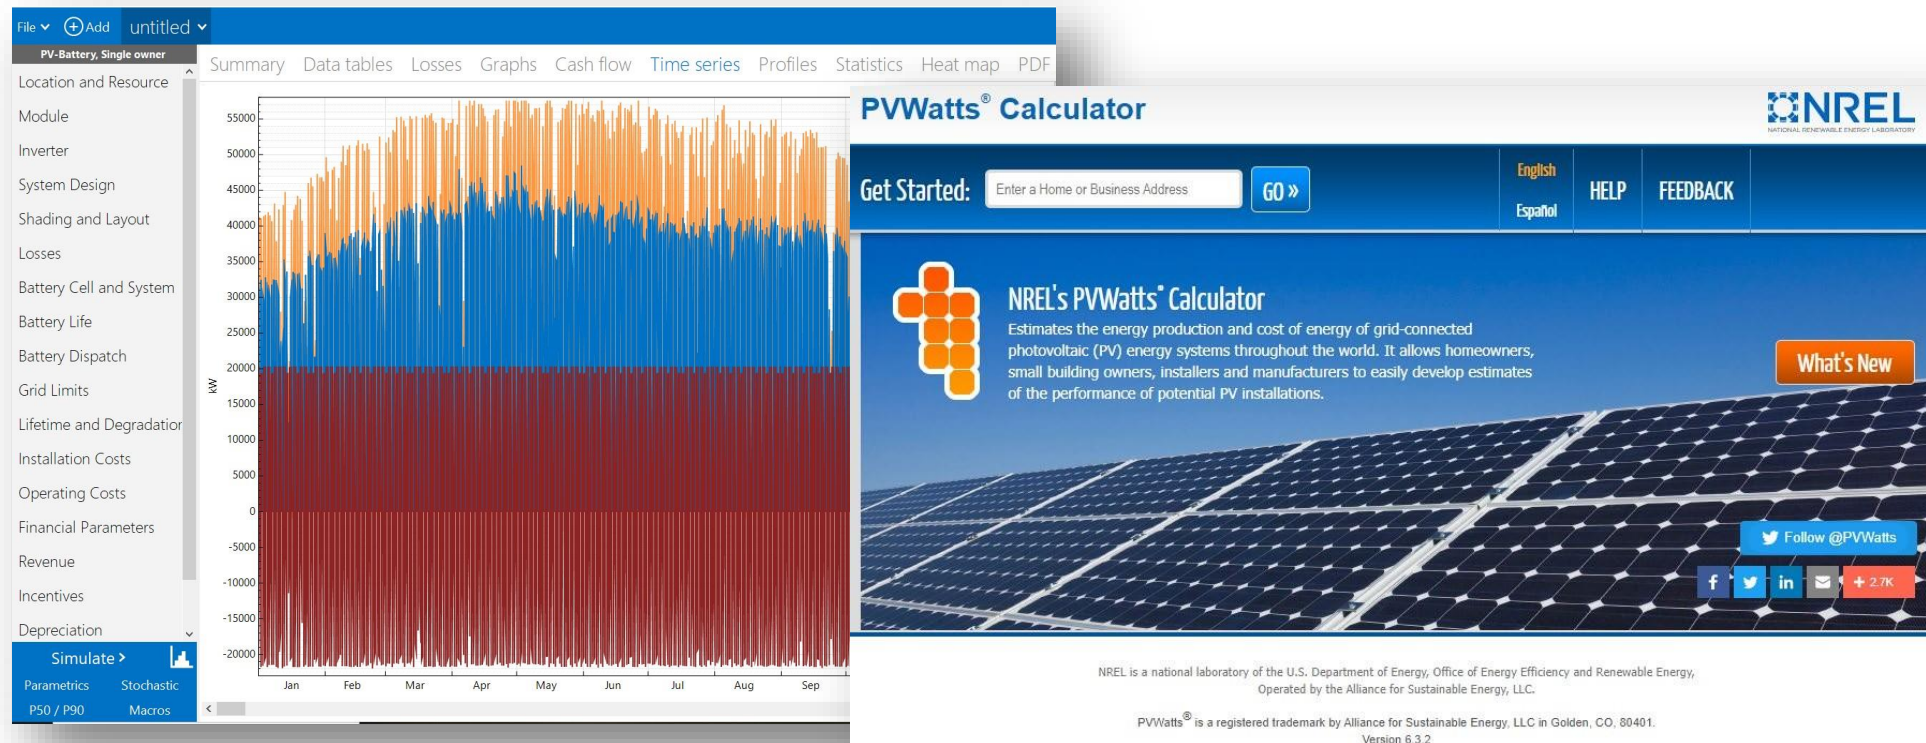 File
Add
untitled
PV-Battery, Single owner
Location and Resource
Module
Inverter
System Design
Shading and Layout
Losses
Battery Cell and System
Battery Life
Battery Dispatch
Grid Limits
Lifetime and Degradation
Installation Costs
Operating Costs
Financial Parameters
Revenue
Incentives
Depreciation
Simulate >
Parametrics Stochastic
P50 / P90 Macros
Summary Data tables Losses Graphs Cash flow Time series Profiles Statistics Heat map PDF
kW
55000
50000
45000
40000
35000
30000
25000
20000
15000
10000
5000
0
-5000
-10000
-15000
-20000
Jan Feb Mar Apr May Jun Jul Aug Sep
PVWatts® Calculator
NREL
NATIONAL RENEWABLE ENERGY LABORATORY
Get Started:
Enter a Home or Business Address
GO »
English
Español
HELP
FEEDBACK
NREL's PVWatts® Calculator
Estimates the energy production and cost of energy of grid-connected
photovoltaic (PV) energy systems throughout the world. It allows homeowners,
small building owners, installers and manufacturers to easily develop estimates
of the performance of potential PV installations.
What's New
Follow @PVWatts
f
in
+ 2.7K
NREL is a national laboratory of the U.S. Department of Energy, Office of Energy Efficiency and Renewable Energy,
Operated by the Alliance for Sustainable Energy, LLC.
PVWatts® is a registered trademark by Alliance for Sustainable Energy, LLC in Golden, CO, 80401.
Version 6.3.2